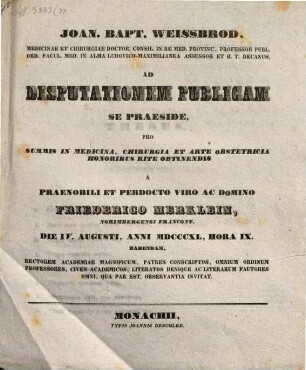 JOAN. BAPT. WEISSBROD,
MEDICINAE ET CHIRURGIAE DOCTOR, CONSIL. IN RE MED. PROVINC., PROFESSOR PUBL.
ORD. FACUL. MED. IN ALMA LUDOVICO-MAXIMILIANEA ASSESSOR ET H. T. DECANUS,
AD
DISPUTATIONEM PUBLICAM
SE PRAESIDE,
PRO
SUMMIS IN MEDICINA, CHIRURGIA ET ARTE OBSTETRICIA
HONORIBUS RITE OBTINENDIS
A
PRAENOBILI ET PERDOCTO VIRO AC DOMINO
FRIEDERICO MERKLEIN,
NORIMBERGENSI FRANCONE,
DIE IV. AUGUSTI, ANNI MDCCCXL, HORA IX.
HABENDAM,
RECTOREM ACADEMIAE MAGNIFICUM, PATRES CONSCRIPTOS, OMNIUM ORDINUM
PROFESSORES, CIVES ACADEMICOS, LITERATOS DENIQUE AC LITERARUM FAUTORES
OMNI, QUA PAR EST, OBSERVANTIA INVITAT.
MONACHII,
TYPIS JOANNIS DESCHLER.